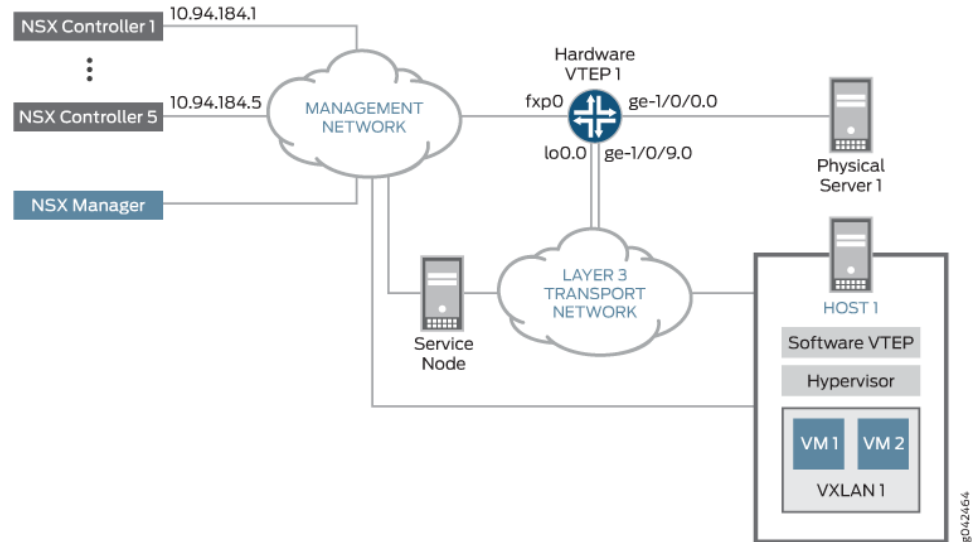 NSX Controller 1
10.94.184.1
NSX Controller 5
10.94.184.5
NSX Manager
MANAGEMENT
NETWORK
Hardware
VTEP 1
fxp0
ge-1/0/0.0
lo0.0
ge-1/0/9.0
Physical
Server 1
LAYER 3
TRANSPORT
NETWORK
Service
Node
HOST 1
Software VTEP
Hypervisor
VM 1
VM 2
VXLAN 1
g042464